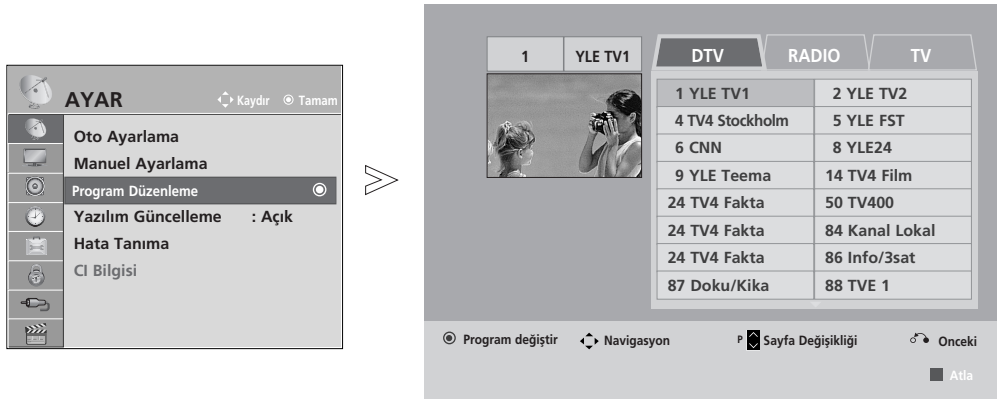 AYAR
Kaydır Tamam
Oto Ayarlama
Manuel Ayarlama
Program Düzenleme
Yazılım Güncelleme : Açık
Hata Tanıma
CI Bilgisi
1 YLE TV1
DTV RADIO TV
1 YLE TV1 2 YLE TV2
4 TV4 Stockholm 5 YLE FST
6 CNN 8 YLE24
9 YLE Teema 14 TV4 Film
24 TV4 Fakta 50 TV400
24 TV4 Fakta 84 Kanal Lokal
24 TV4 Fakta 86 Info/3sat
87 Doku/Kika 88 TVE 1
Program değiştir Navigasyon P Sayfa Değişikliği Onceki
Atla